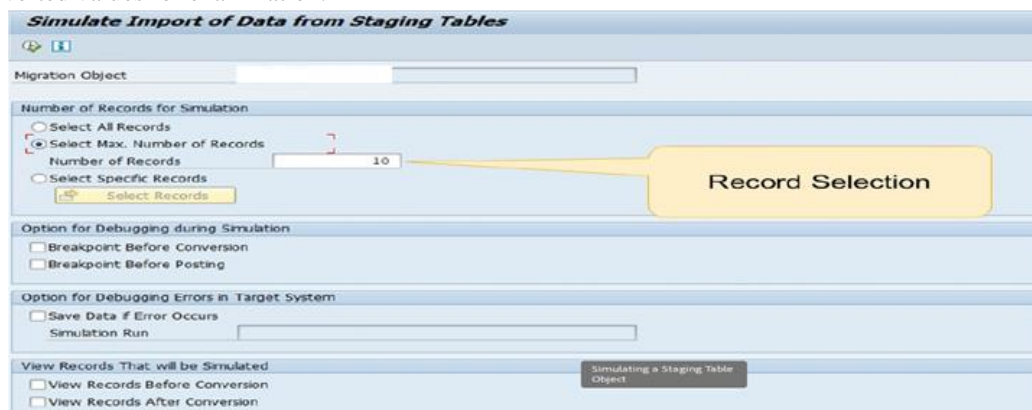 Simulate Import of Data from Staging Tables
Migration Object
Number of Records for Simulation
Select All Records
Select Max. Number of Records
Number of Records 10
Select Specific Records
Select Records
Record Selection
Option for Debugging during Simulation
Breakpoint Before Conversion
Breakpoint Before Posting
Option for Debugging Errors in Target System
Save Data if Error Occurs
Simulation Run
View Records That will be Simulated
View Records Before Conversion
View Records After Conversion
Simulating a Staging Table
Object